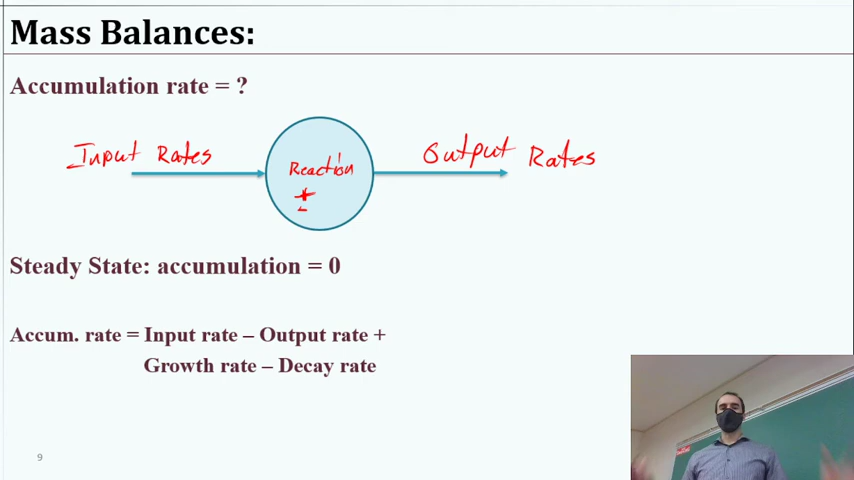 Mass Balances:
Accumulation rate = ?
Input Rates
Reaction
±
Output Rates
Steady State: accumulation = 0
Accum. rate = Input rate – Output rate +
Growth rate – Decay rate
9